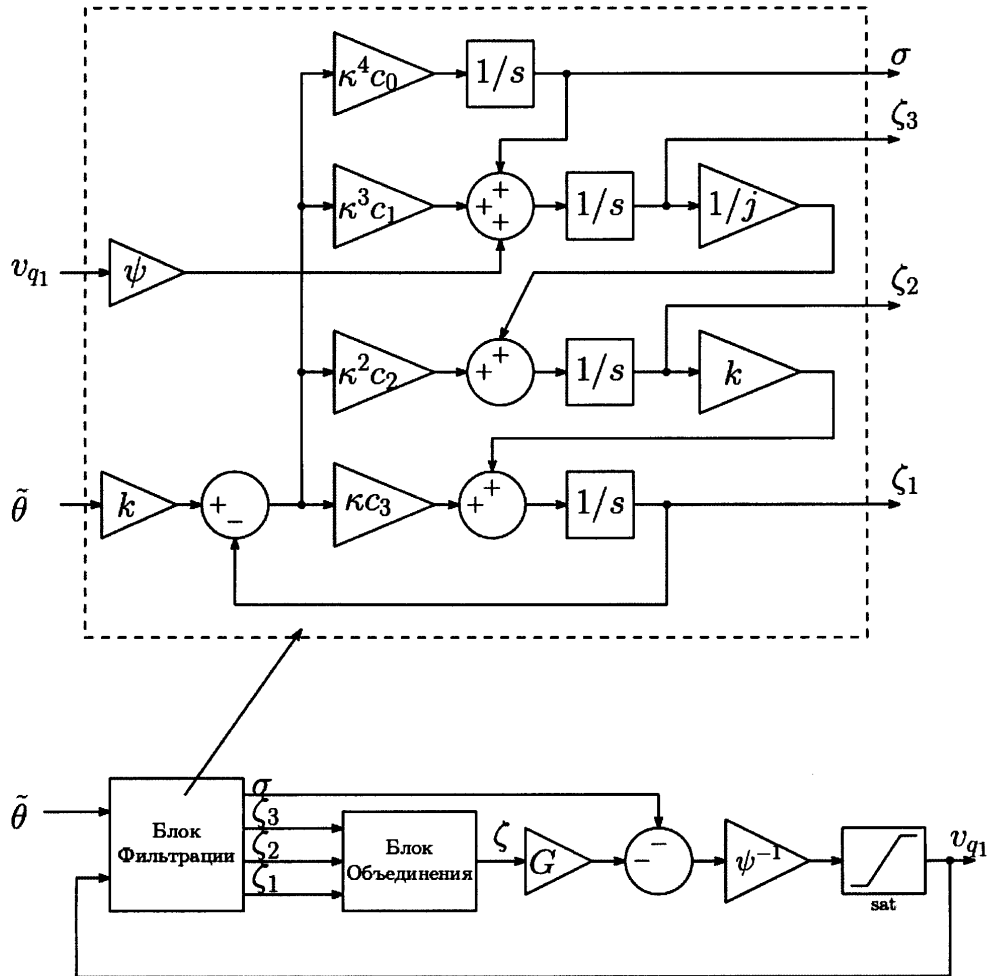 κ⁴c₀ 1/s σ
ζ₃
κ³c₁ + + + 1/s 1/j
v_{q₁} ψ
ζ₂
κ²c₂ + + 1/s k
θ̃ k + − κc₃ + + 1/s ζ₁
θ̃ σ
Блок
Фильтрации
ζ₃
ζ₂
ζ₁
Блок
Объединения
ζ G − − ψ⁻¹ v_{q1}
sat